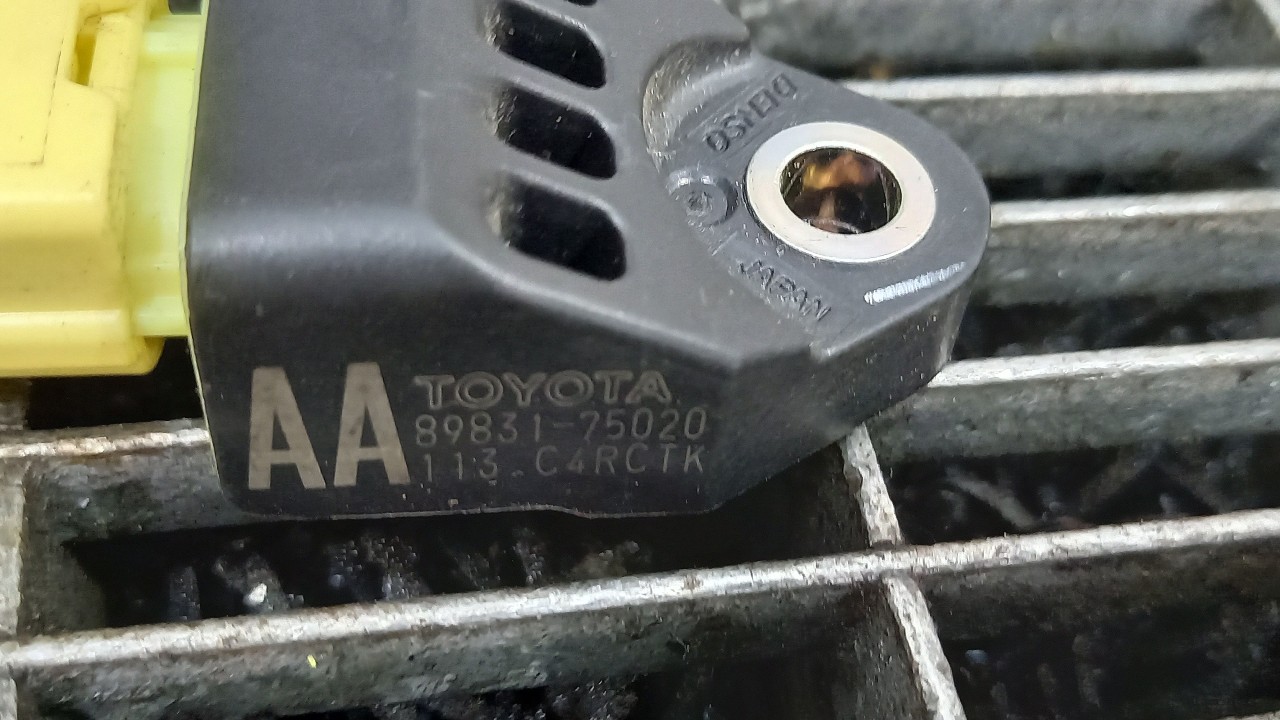 DENSO
JAPAN
AA TOYOTA
89831-75020
113 C4RCTK